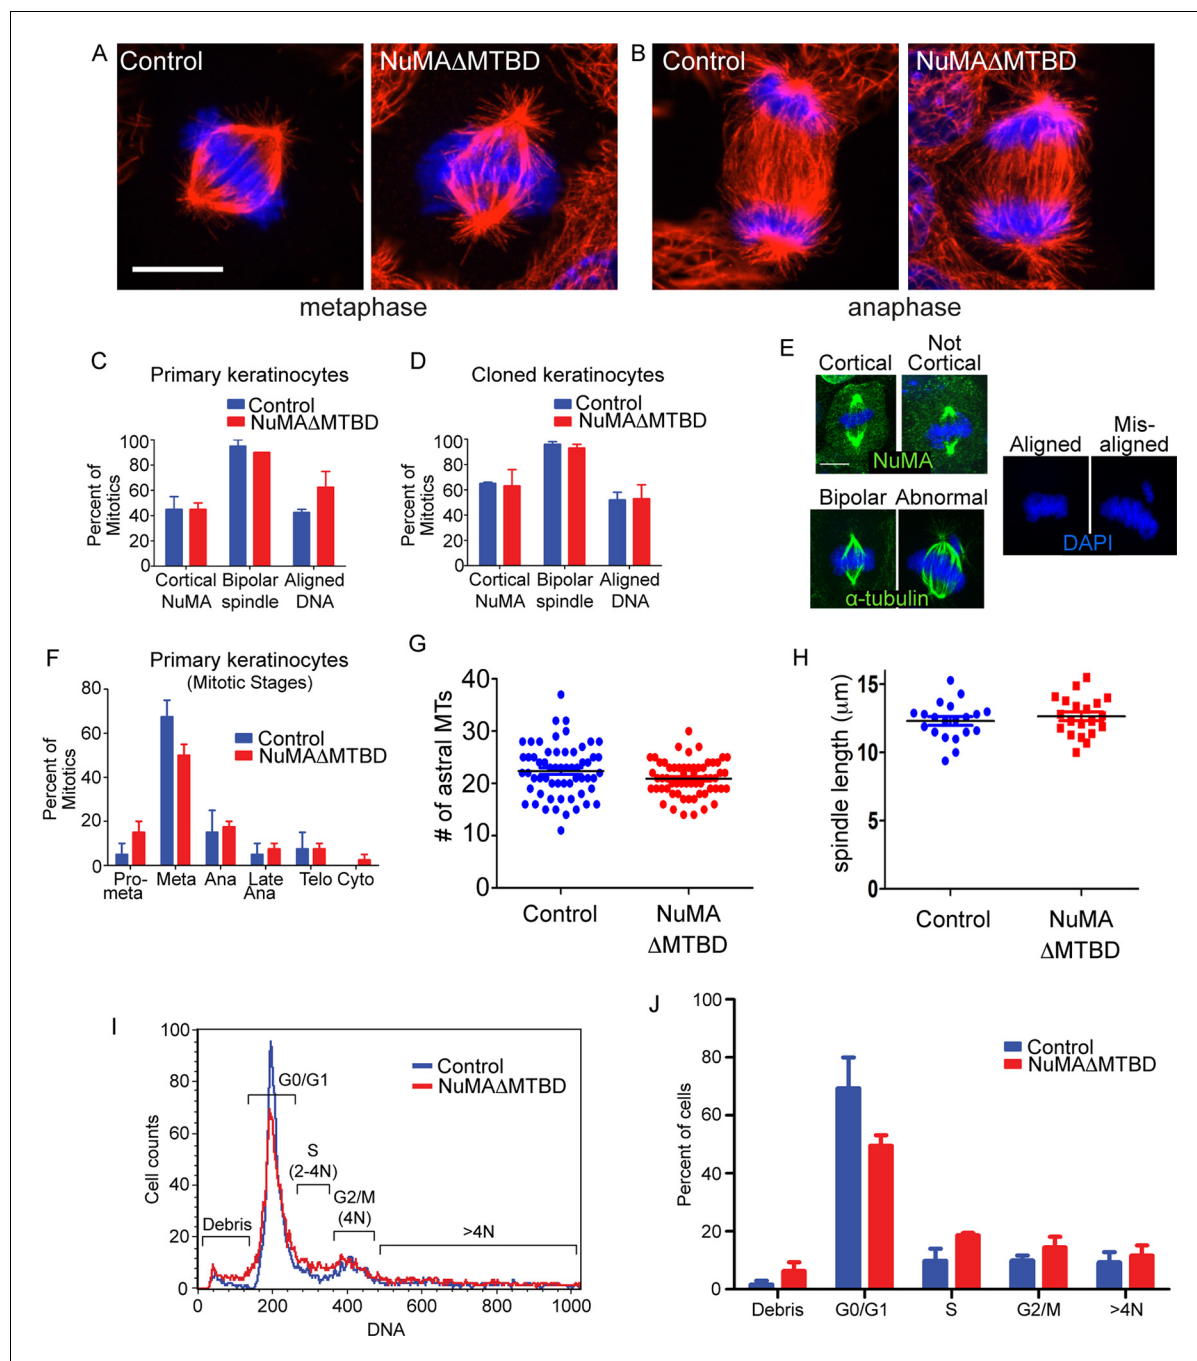 A
Control
NuMAΔMTBD
B
Control
NuMAΔMTBD
metaphase
anaphase
C
Primary keratinocytes
Control
NuMAΔMTBD
Percent of
Mitotics
100
80
60
40
20
0
Cortical
NuMA
Bipolar
spindle
Aligned
DNA
D
Cloned keratinocytes
Control
NuMAΔMTBD
Percent of
Mitotics
100
80
60
40
20
0
Cortical
NuMA
Bipolar
spindle
Aligned
DNA
E
Cortical
Not
Cortical
NuMA
Bipolar
Abnormal
α-tubulin
Aligned
Mis-
aligned
DAPI
F
Primary keratinocytes
(Mitotic Stages)
Control
NuMAΔMTBD
Percent of
Mitotics
80
60
40
20
0
Pro-
meta
Meta
Ana
Late
Ana
Telo
Cyto
G
# of astral MTs
40
30
20
10
0
Control
NuMA
ΔMTBD
H
spindle length (μm)
15
10
5
0
Control
NuMA
ΔMTBD
I
Cell counts
100
80
60
40
20
0
Control
NuMAΔMTBD
G0/G1
S
(2-4N)
G2/M
(4N)
Debris
>4N
0
200
400
600
800
1000
DNA
J
Percent of cells
100
80
60
40
20
0
Control
NuMAΔMTBD
Debris
G0/G1
S
G2/M
>4N